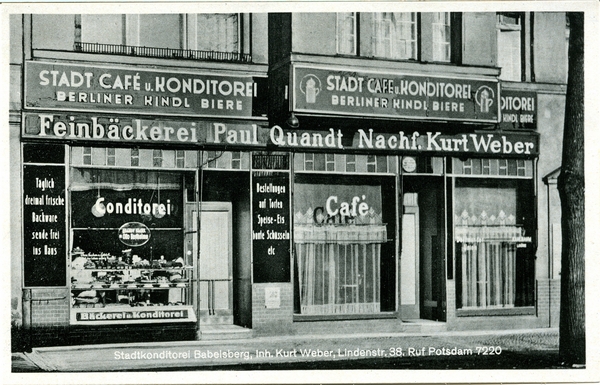 STADT CAFÉ u. KONDITOREI
BERLINER KINDL BIERE
STADT CAFE u. KONDITOREI
BERLINER KINDL BIERE
KONDITOREI
BIERE
Feinbäckerei Paul Quandt Nachf. Kurt Weber
Täglich
dreimal frische
Backware
sende frei
ins Haus
Conditorei
Bäckerei u. Konditorei
Bestellungen
auf Torten
Speise-Eis
bunte Schüsseln
etc
Café
Stadtkonditorei Babelsberg, Inh. Kurt Weber, Lindenstr. 38, Ruf Potsdam 7220